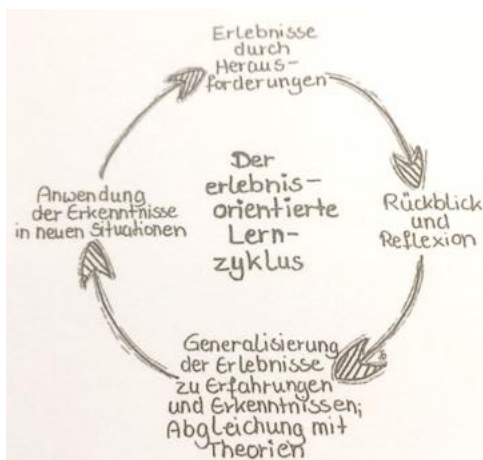 Erlebnisse
durch
Heraus-
forderungen
Der
erlebnis-
orientierte
Lern-
zyklus
Rückblick
und
Reflexion
Generalisierung
der Erlebnisse
zu Erfahrungen
und Erkenntnissen;
Abgleichung mit
Theorien
Anwendung
der Erkenntnisse
in neuen Situationen